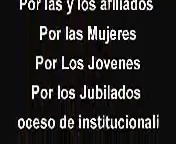 Por las y los afiliados
Por las Mujeres
Por Los Jovenes
Por los Jubilados
oceso de institucionali